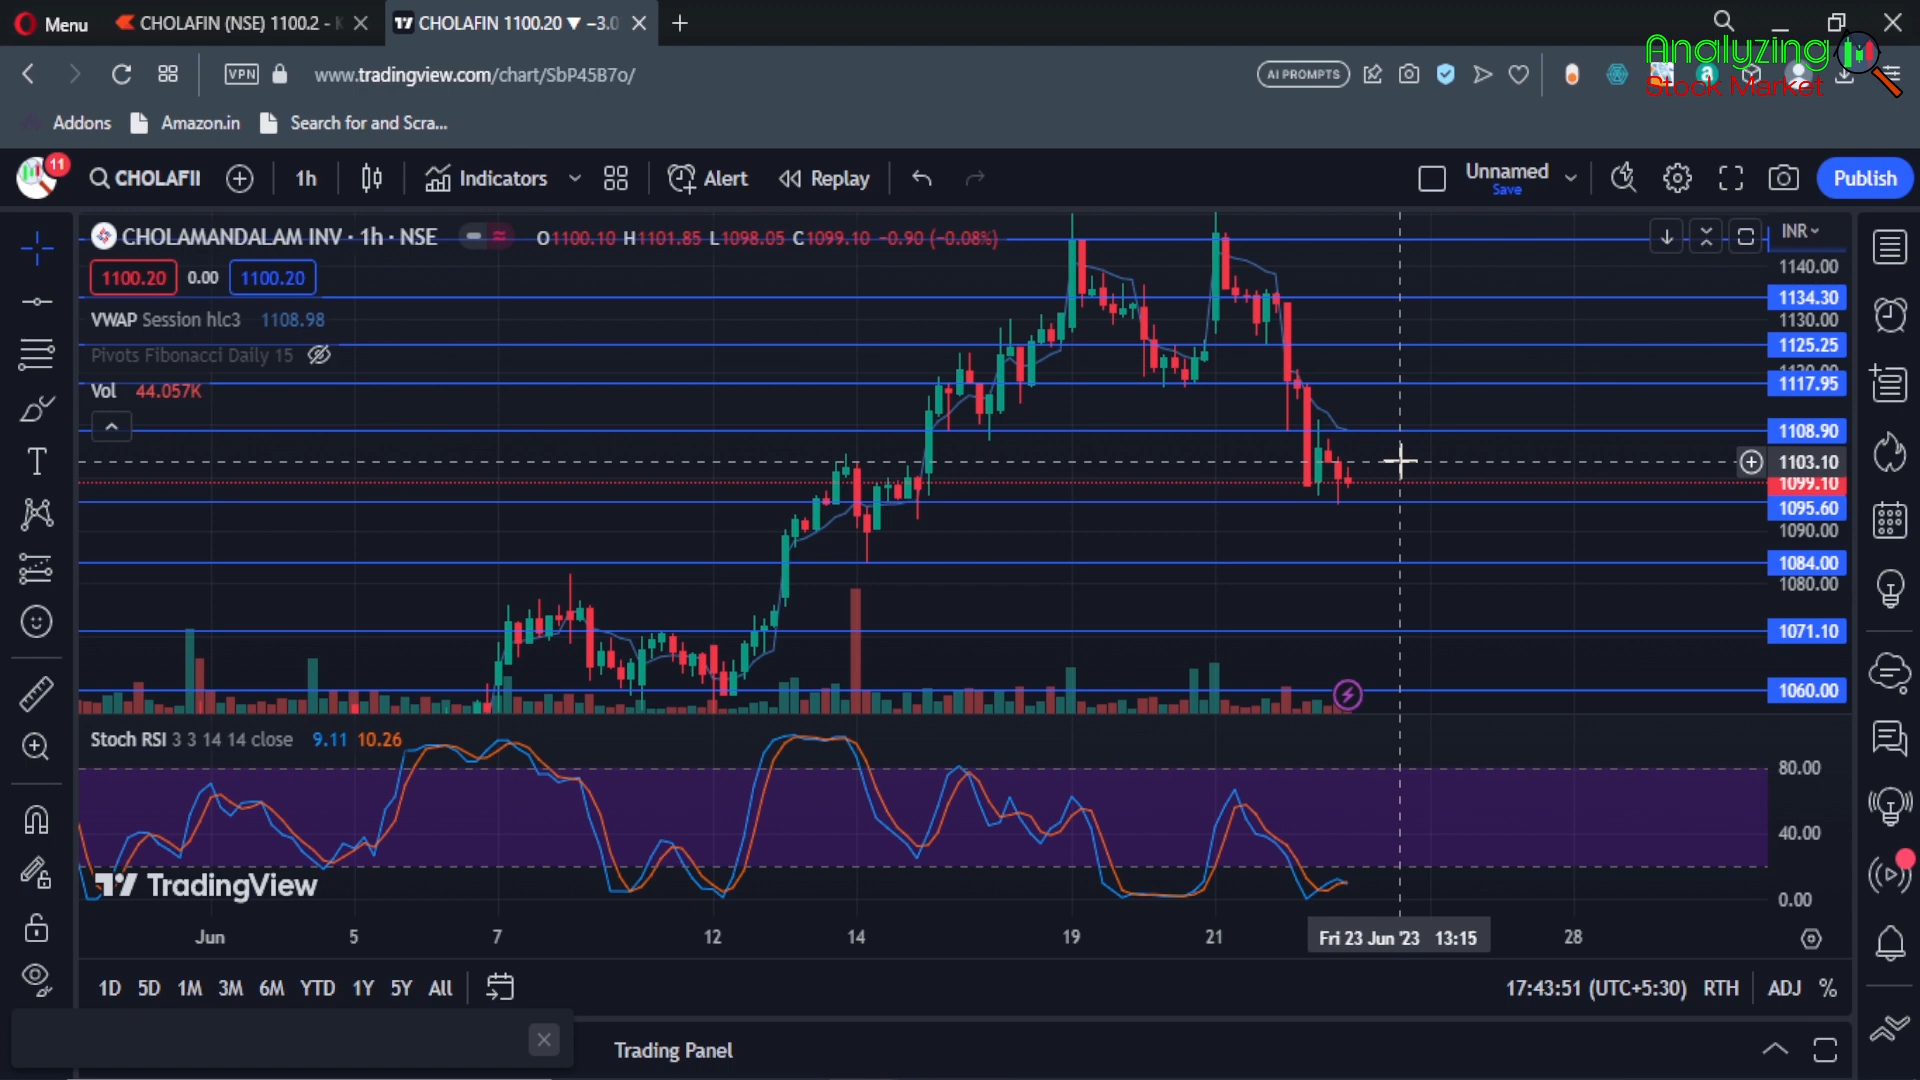 Menu
CHOLAFIN (NSE) 1100.2 -
CHOLAFIN 1100.20 ▼ −3.0
VPN
www.tradingview.com/chart/SbP45B7o/
AI PROMPTS
Analyzing
Stock Market
Addons
Amazon.in
Search for and Scra...
11
CHOLAFII
1h
Indicators
Alert
Replay
Unnamed
Save
Publish
CHOLAMANDALAM INV · 1h · NSE
O1100.10 H1101.85 L1098.05 C1099.10 −0.90 (−0.08%)
INR
1100.20 0.00 1100.20
VWAP Session hlc3 1108.98
Pivots Fibonacci Daily 15
Vol 44.057K
1140.00
1134.30
1130.00
1125.25
1120.00
1117.95
1108.90
1103.10
1099.10
1095.60
1090.00
1084.00
1080.00
1071.10
1060.00
Stoch RSI 3 3 14 14 close 9.11 10.26
80.00
40.00
0.00
TradingView
Jun 5 7 12 14 19 21 Fri 23 Jun '23 13:15 28
1D 5D 1M 3M 6M YTD 1Y 5Y All
17:43:51 (UTC+5:30) RTH ADJ %
Trading Panel